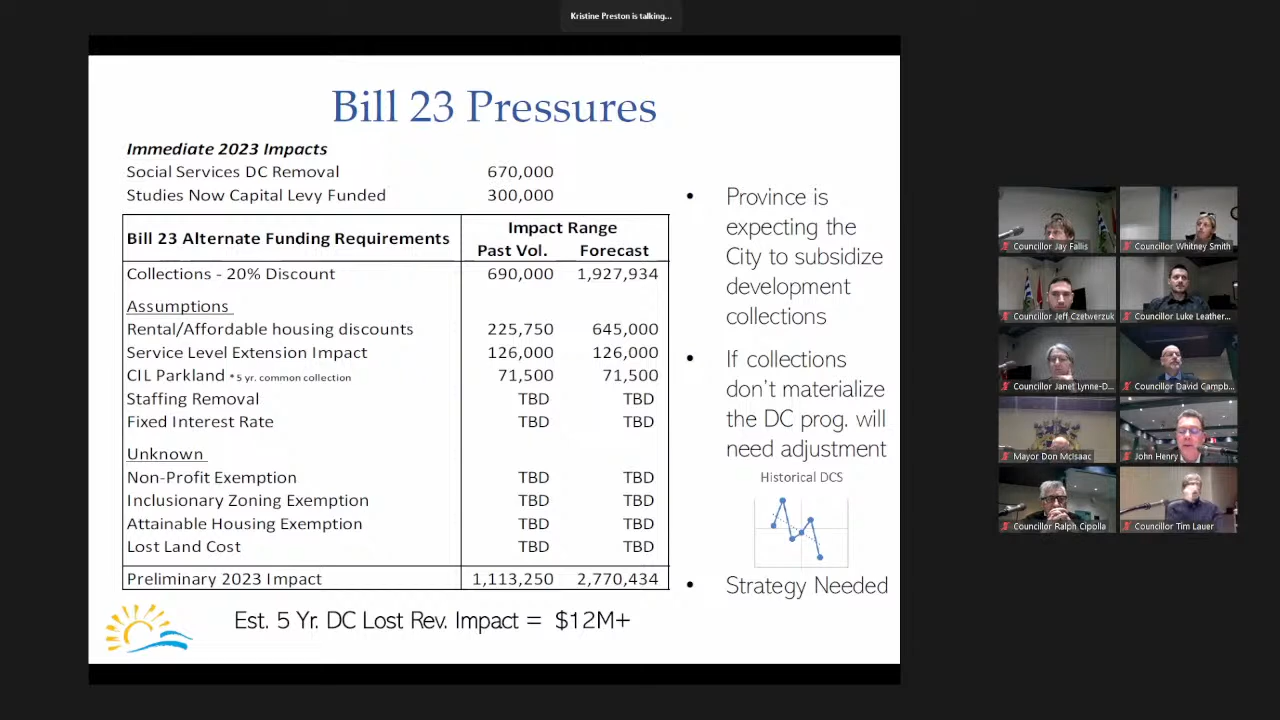 Kristine Preston is talking...
Bill 23 Pressures
Immediate 2023 Impacts
Social Services DC Removal 670,000
Studies Now Capital Levy Funded 300,000
Bill 23 Alternate Funding Requirements Impact Range
Past Vol. Forecast
Collections - 20% Discount 690,000 1,927,934
Assumptions
Rental/Affordable housing discounts 225,750 645,000
Service Level Extension Impact 126,000 126,000
CIL Parkland *5 yr. common collection 71,500 71,500
Staffing Removal TBD TBD
Fixed Interest Rate TBD TBD
Unknown
Non-Profit Exemption TBD TBD
Inclusionary Zoning Exemption TBD TBD
Attainable Housing Exemption TBD TBD
Lost Land Cost TBD TBD
Preliminary 2023 Impact 1,113,250 2,770,434
Est. 5 Yr. DC Lost Rev. Impact = $12M+
• Province is
expecting the
City to subsidize
development
collections
• If collections
don't materialize
the DC prog. will
need adjustment
Historical DCS
• Strategy Needed
Councillor Jay Fallis
Councillor Whitney Smith
Councillor Jeff Czetwerzuk
Councillor Luke Leather...
Councillor Janet Lynne-D...
Councillor David Campb...
Mayor Don McIsaac
John Henry
Councillor Ralph Cipolla
Councillor Tim Lauer